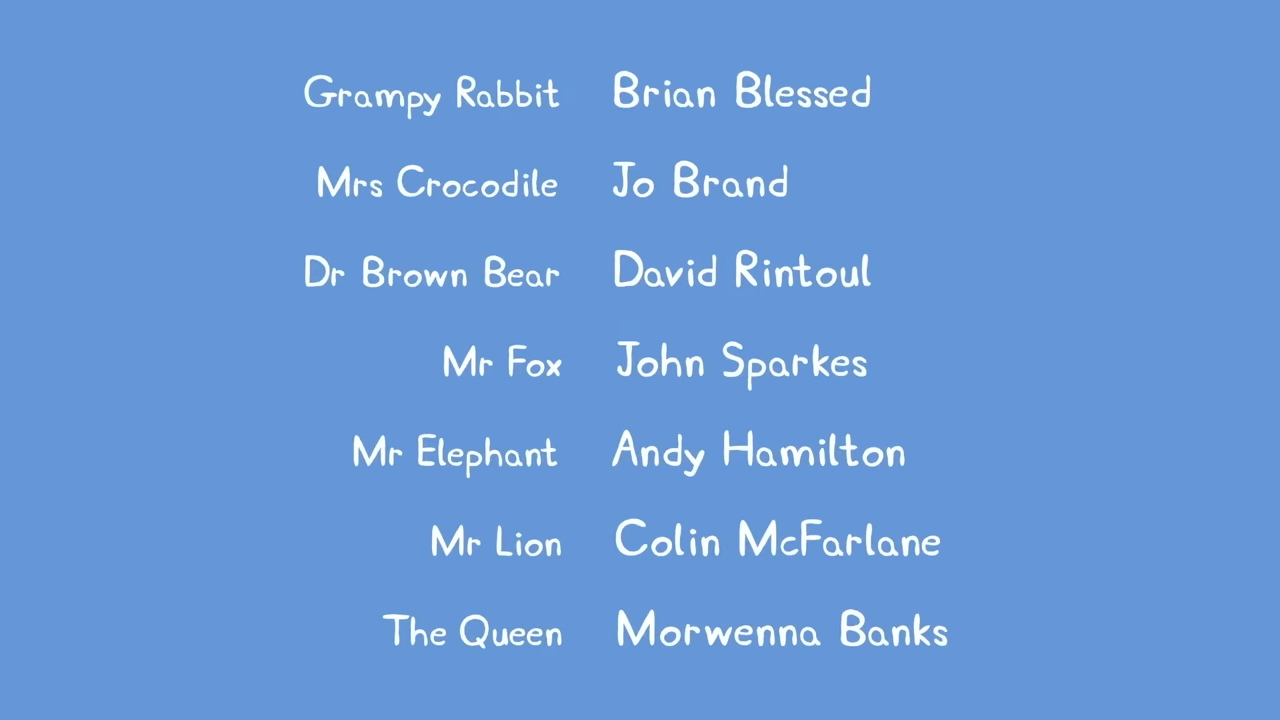 Grampy Rabbit Brian Blessed
Mrs Crocodile Jo Brand
Dr Brown Bear David Rintoul
Mr Fox John Sparkes
Mr Elephant Andy Hamilton
Mr Lion Colin McFarlane
The Queen Morwenna Banks